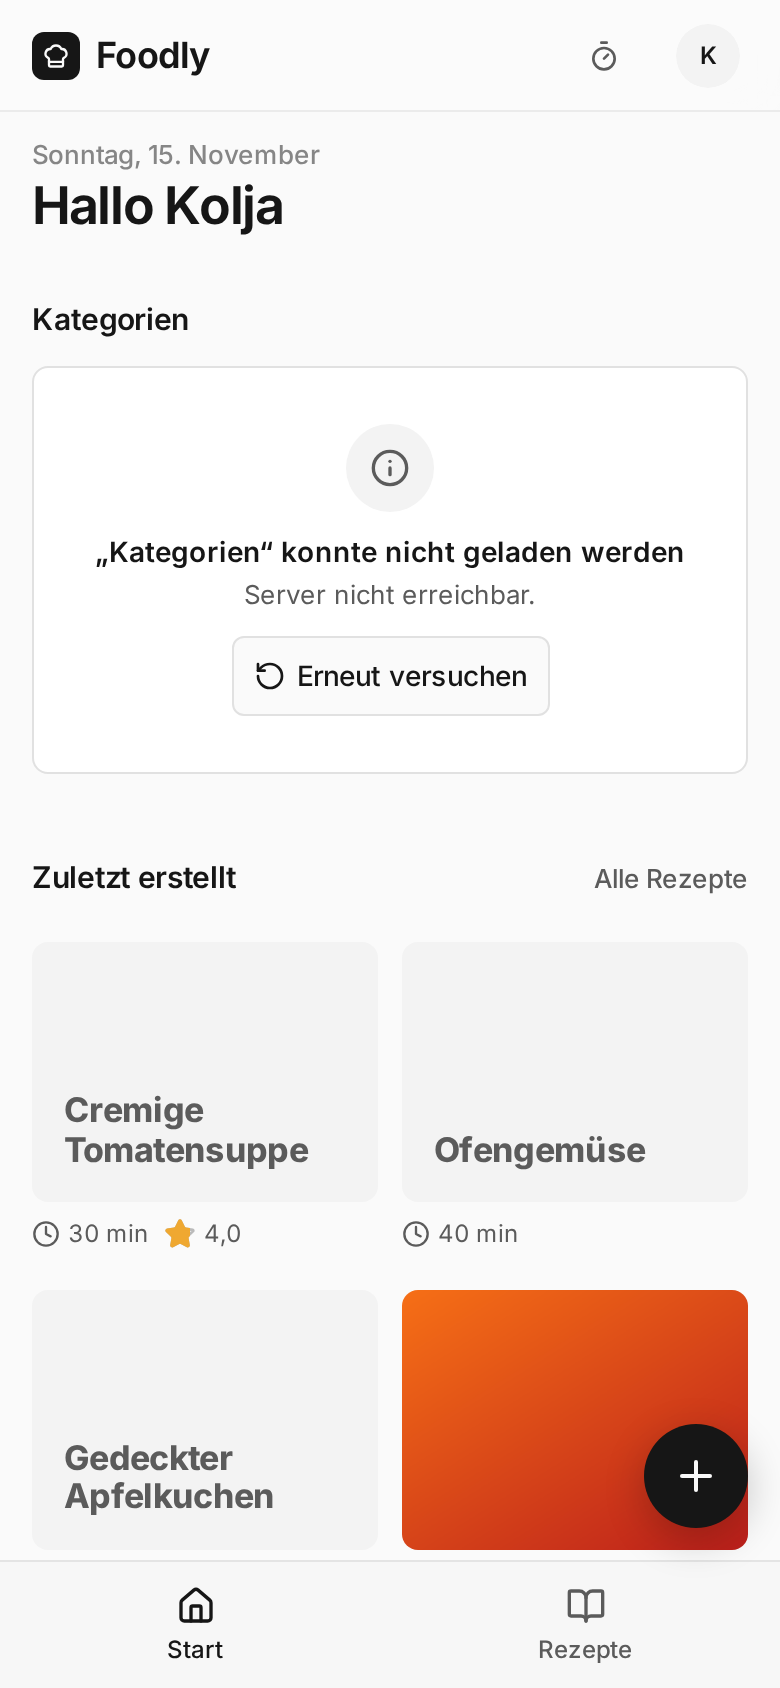 Foodly
K
Sonntag, 15. November
Hallo Kolja
Kategorien
„Kategorien“ konnte nicht geladen werden
Server nicht erreichbar.
Erneut versuchen
Zuletzt erstellt
Alle Rezepte
Cremige
Tomatensuppe
Ofengemüse
30 min
4,0
40 min
Gedeckter
Apfelkuchen
Start
Rezepte